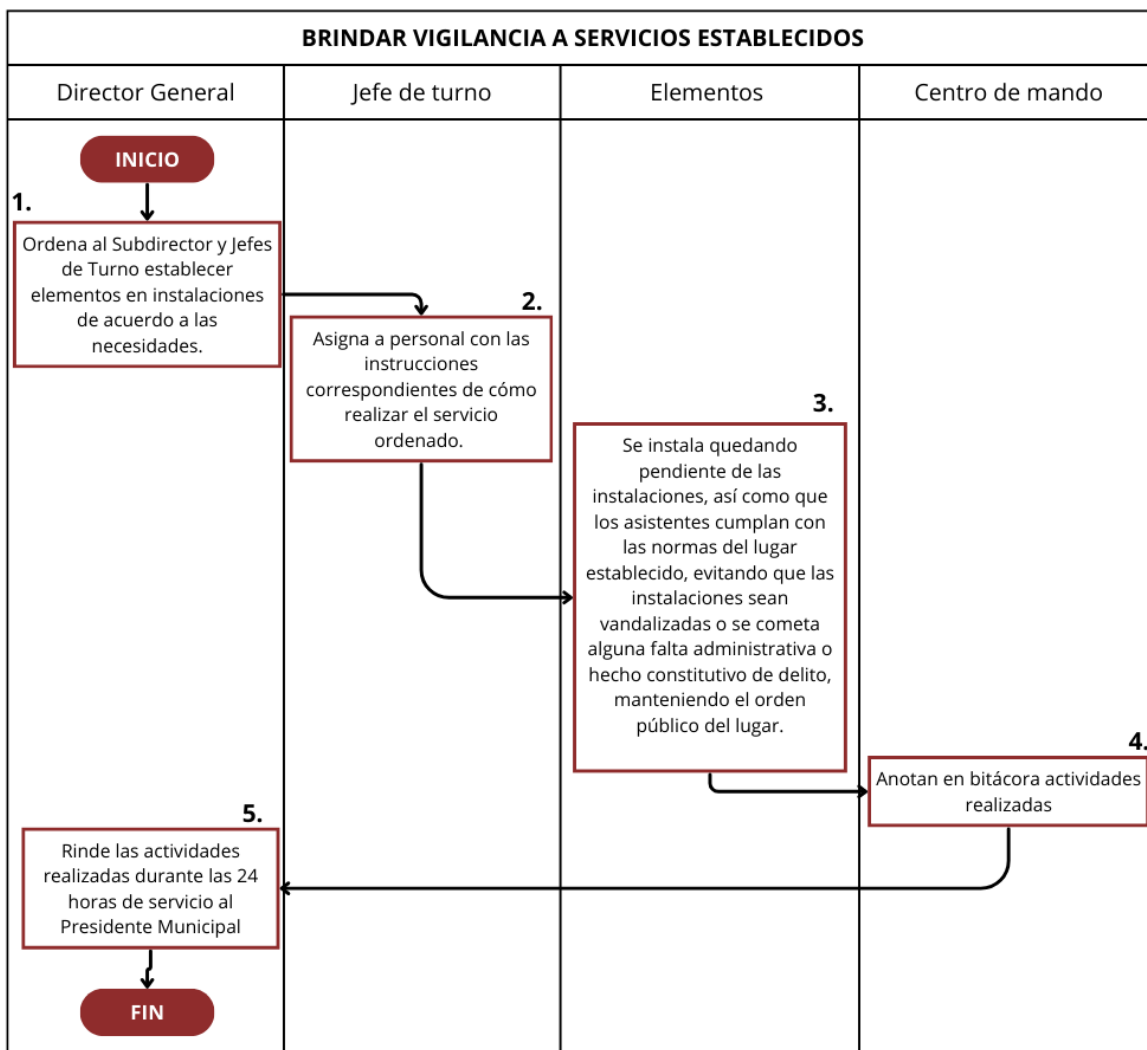 BRINDAR VIGILANCIA A SERVICIOS ESTABLECIDOS
Director General
Jefe de turno
Elementos
Centro de mando
INICIO
1.
Ordena al Subdirector y Jefes
de Turno establecer
elementos en instalaciones
de acuerdo a las
necesidades.
2.
Asigna a personal con las
instrucciones
correspondientes de cómo
realizar el servicio
ordenado.
3.
Se instala quedando
pendiente de las
instalaciones, así como que
los asistentes cumplan con
las normas del lugar
establecido, evitando que las
instalaciones sean
vandalizadas o se cometa
alguna falta administrativa o
hecho constitutivo de delito,
manteniendo el orden
público del lugar.
4.
Anotan en bitácora actividades
realizadas
5.
Rinde las actividades
realizadas durante las 24
horas de servicio al
Presidente Municipal
FIN